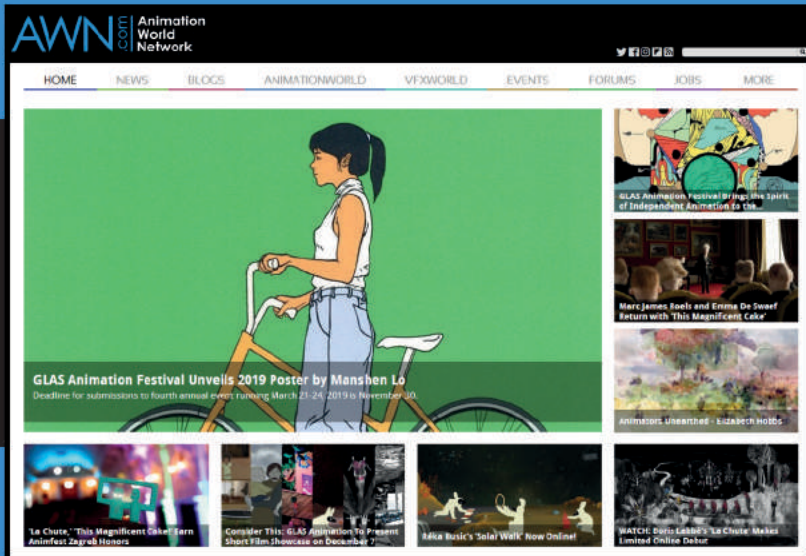 AWN.com Animation
World
Network
HOME NEWS BLOGS ANIMATIONWORLD VFXWORLD EVENTS FORUMS JOBS MORE
GLAS Animation Festival Unveils 2019 Poster by Manshen Lo
Deadline for submissions to fourth annual event running March 21-24, 2019 is November 30.
GLAS Animation Festival Brings the Spirit
of Independent Animation to the
Marc James Roels and Emma De Swaef
Return with 'This Magnificent Cake'
Animators Unearthed - Elizabeth Hobbs
'La Chute,' 'This Magnificent Cake! Earn
Animfest Zagreb Honors
Consider This: GLAS Animation To Present
Short Film Showcase on December 7
Réka Busic's 'Solar Walk' Now Online!
WATCH: Boris Labbé's 'La Chute' Makes
Limited Online Debut